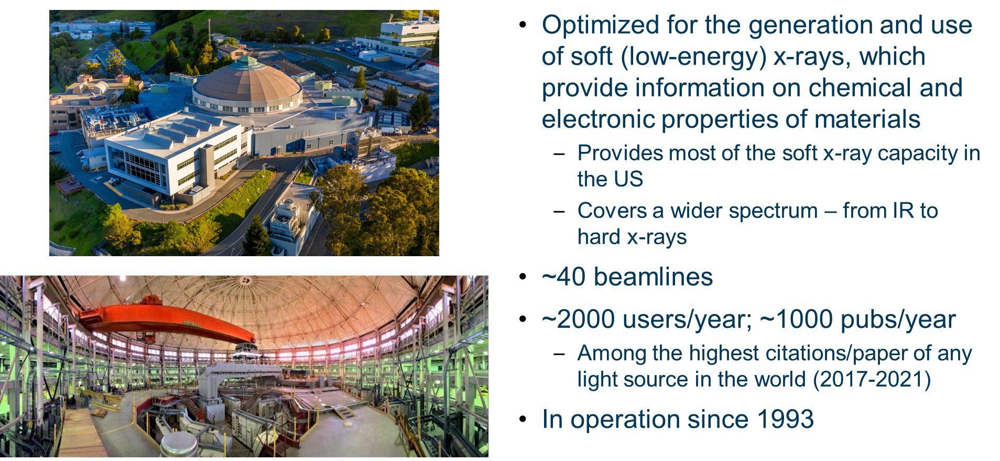 • Optimized for the generation and use
of soft (low-energy) x-rays, which
provide information on chemical and
electronic properties of materials
– Provides most of the soft x-ray capacity in
the US
– Covers a wider spectrum – from IR to
hard x-rays
• ~40 beamlines
• ~2000 users/year; ~1000 pubs/year
– Among the highest citations/paper of any
light source in the world (2017-2021)
• In operation since 1993